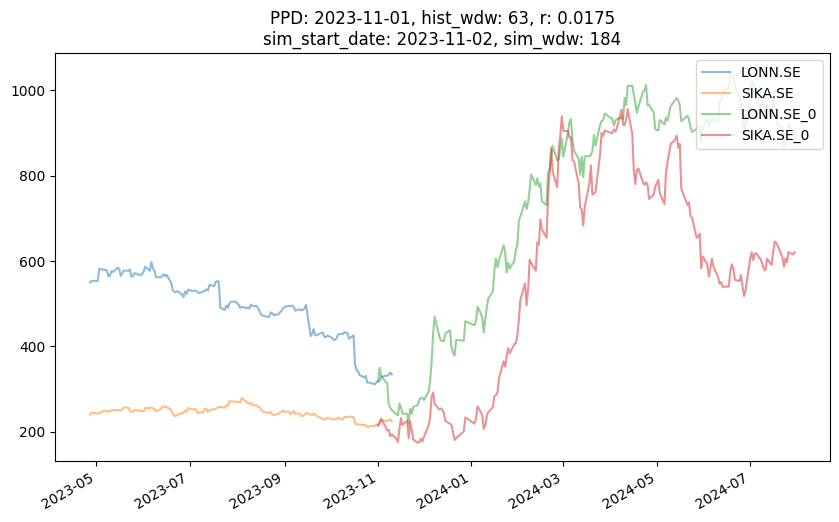 PPD: 2023-11-01, hist_wdw: 63, r: 0.0175
sim_start_date: 2023-11-02, sim_wdw: 184
LONN.SE
SIKA.SE
LONN.SE_0
SIKA.SE_0
1000
800
600
400
200
2023-05
2023-07
2023-09
2023-11
2024-01
2024-03
2024-05
2024-07